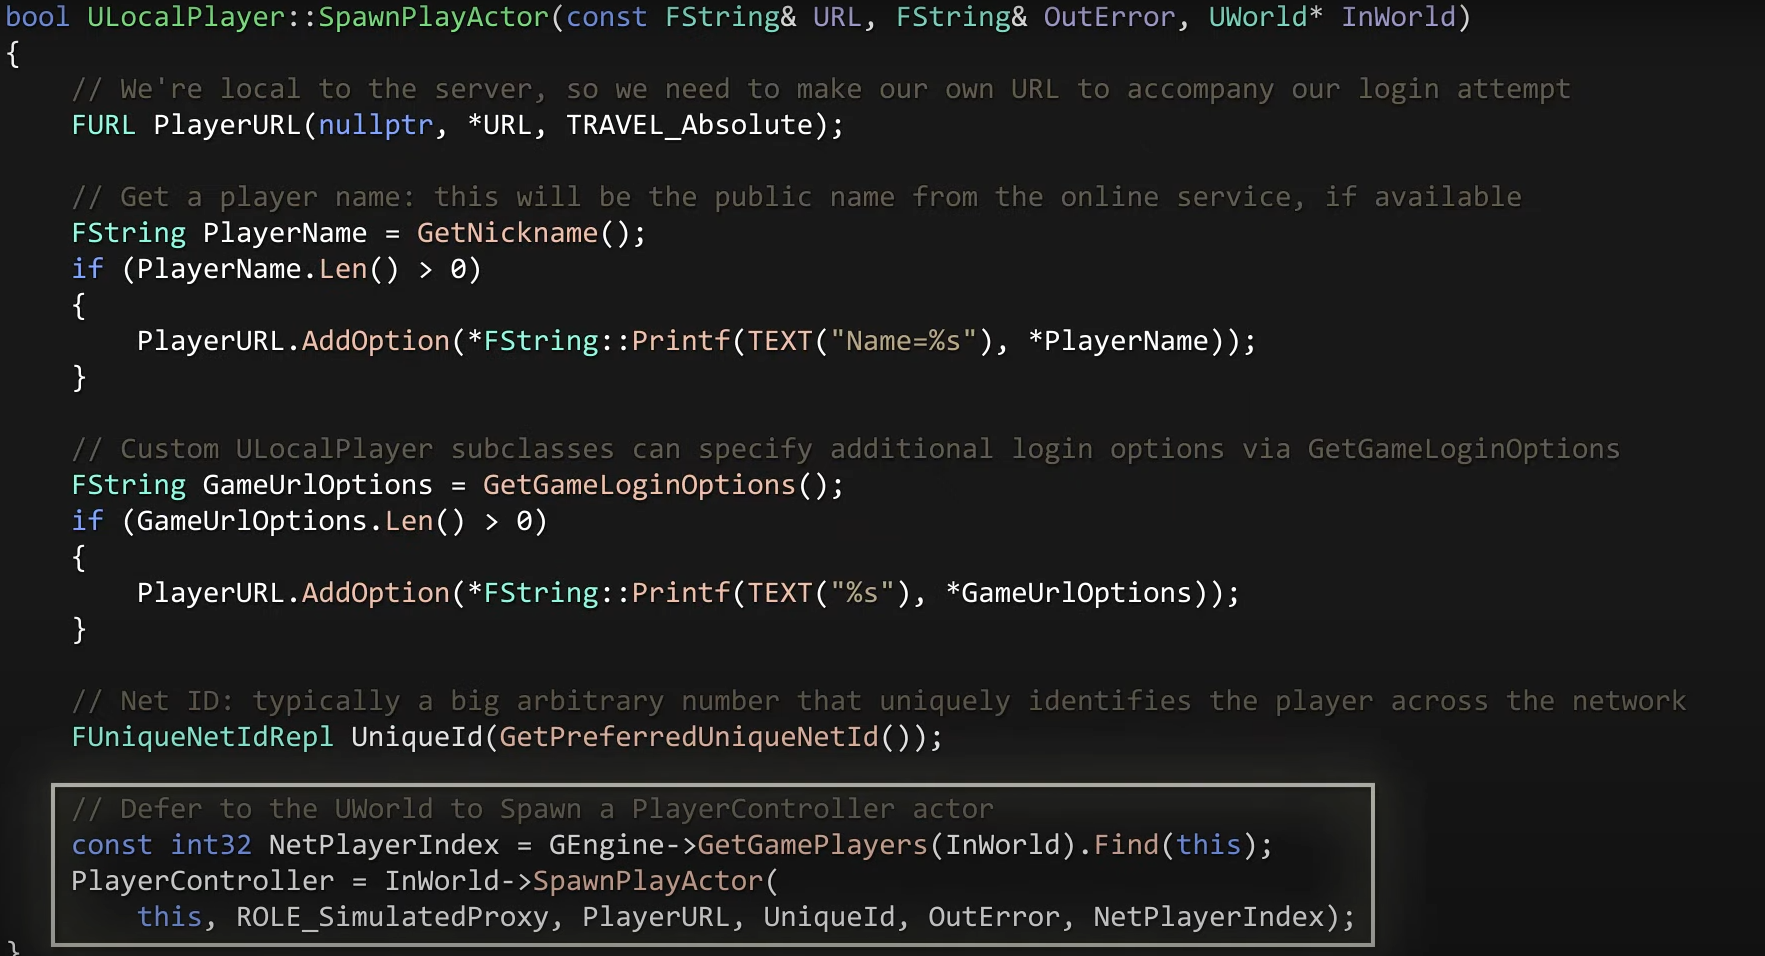 bool ULocalPlayer::SpawnPlayActor(const FString& URL, FString& OutError, UWorld* InWorld)
{
    // We're local to the server, so we need to make our own URL to accompany our login attempt
    FURL PlayerURL(nullptr, *URL, TRAVEL_Absolute);

    // Get a player name: this will be the public name from the online service, if available
    FString PlayerName = GetNickname();
    if (PlayerName.Len() > 0)
    {
        PlayerURL.AddOption(*FString::Printf(TEXT("Name=%s"), *PlayerName));
    }

    // Custom ULocalPlayer subclasses can specify additional login options via GetGameLoginOptions
    FString GameUrlOptions = GetGameLoginOptions();
    if (GameUrlOptions.Len() > 0)
    {
        PlayerURL.AddOption(*FString::Printf(TEXT("%s"), *GameUrlOptions));
    }

    // Net ID: typically a big arbitrary number that uniquely identifies the player across the network
    FUniqueNetIdRepl UniqueId(GetPreferredUniqueNetId());

    // Defer to the UWorld to Spawn a PlayerController actor
    const int32 NetPlayerIndex = GEngine->GetGamePlayers(InWorld).Find(this);
    PlayerController = InWorld->SpawnPlayActor(
        this, ROLE_SimulatedProxy, PlayerURL, UniqueId, OutError, NetPlayerIndex);
}